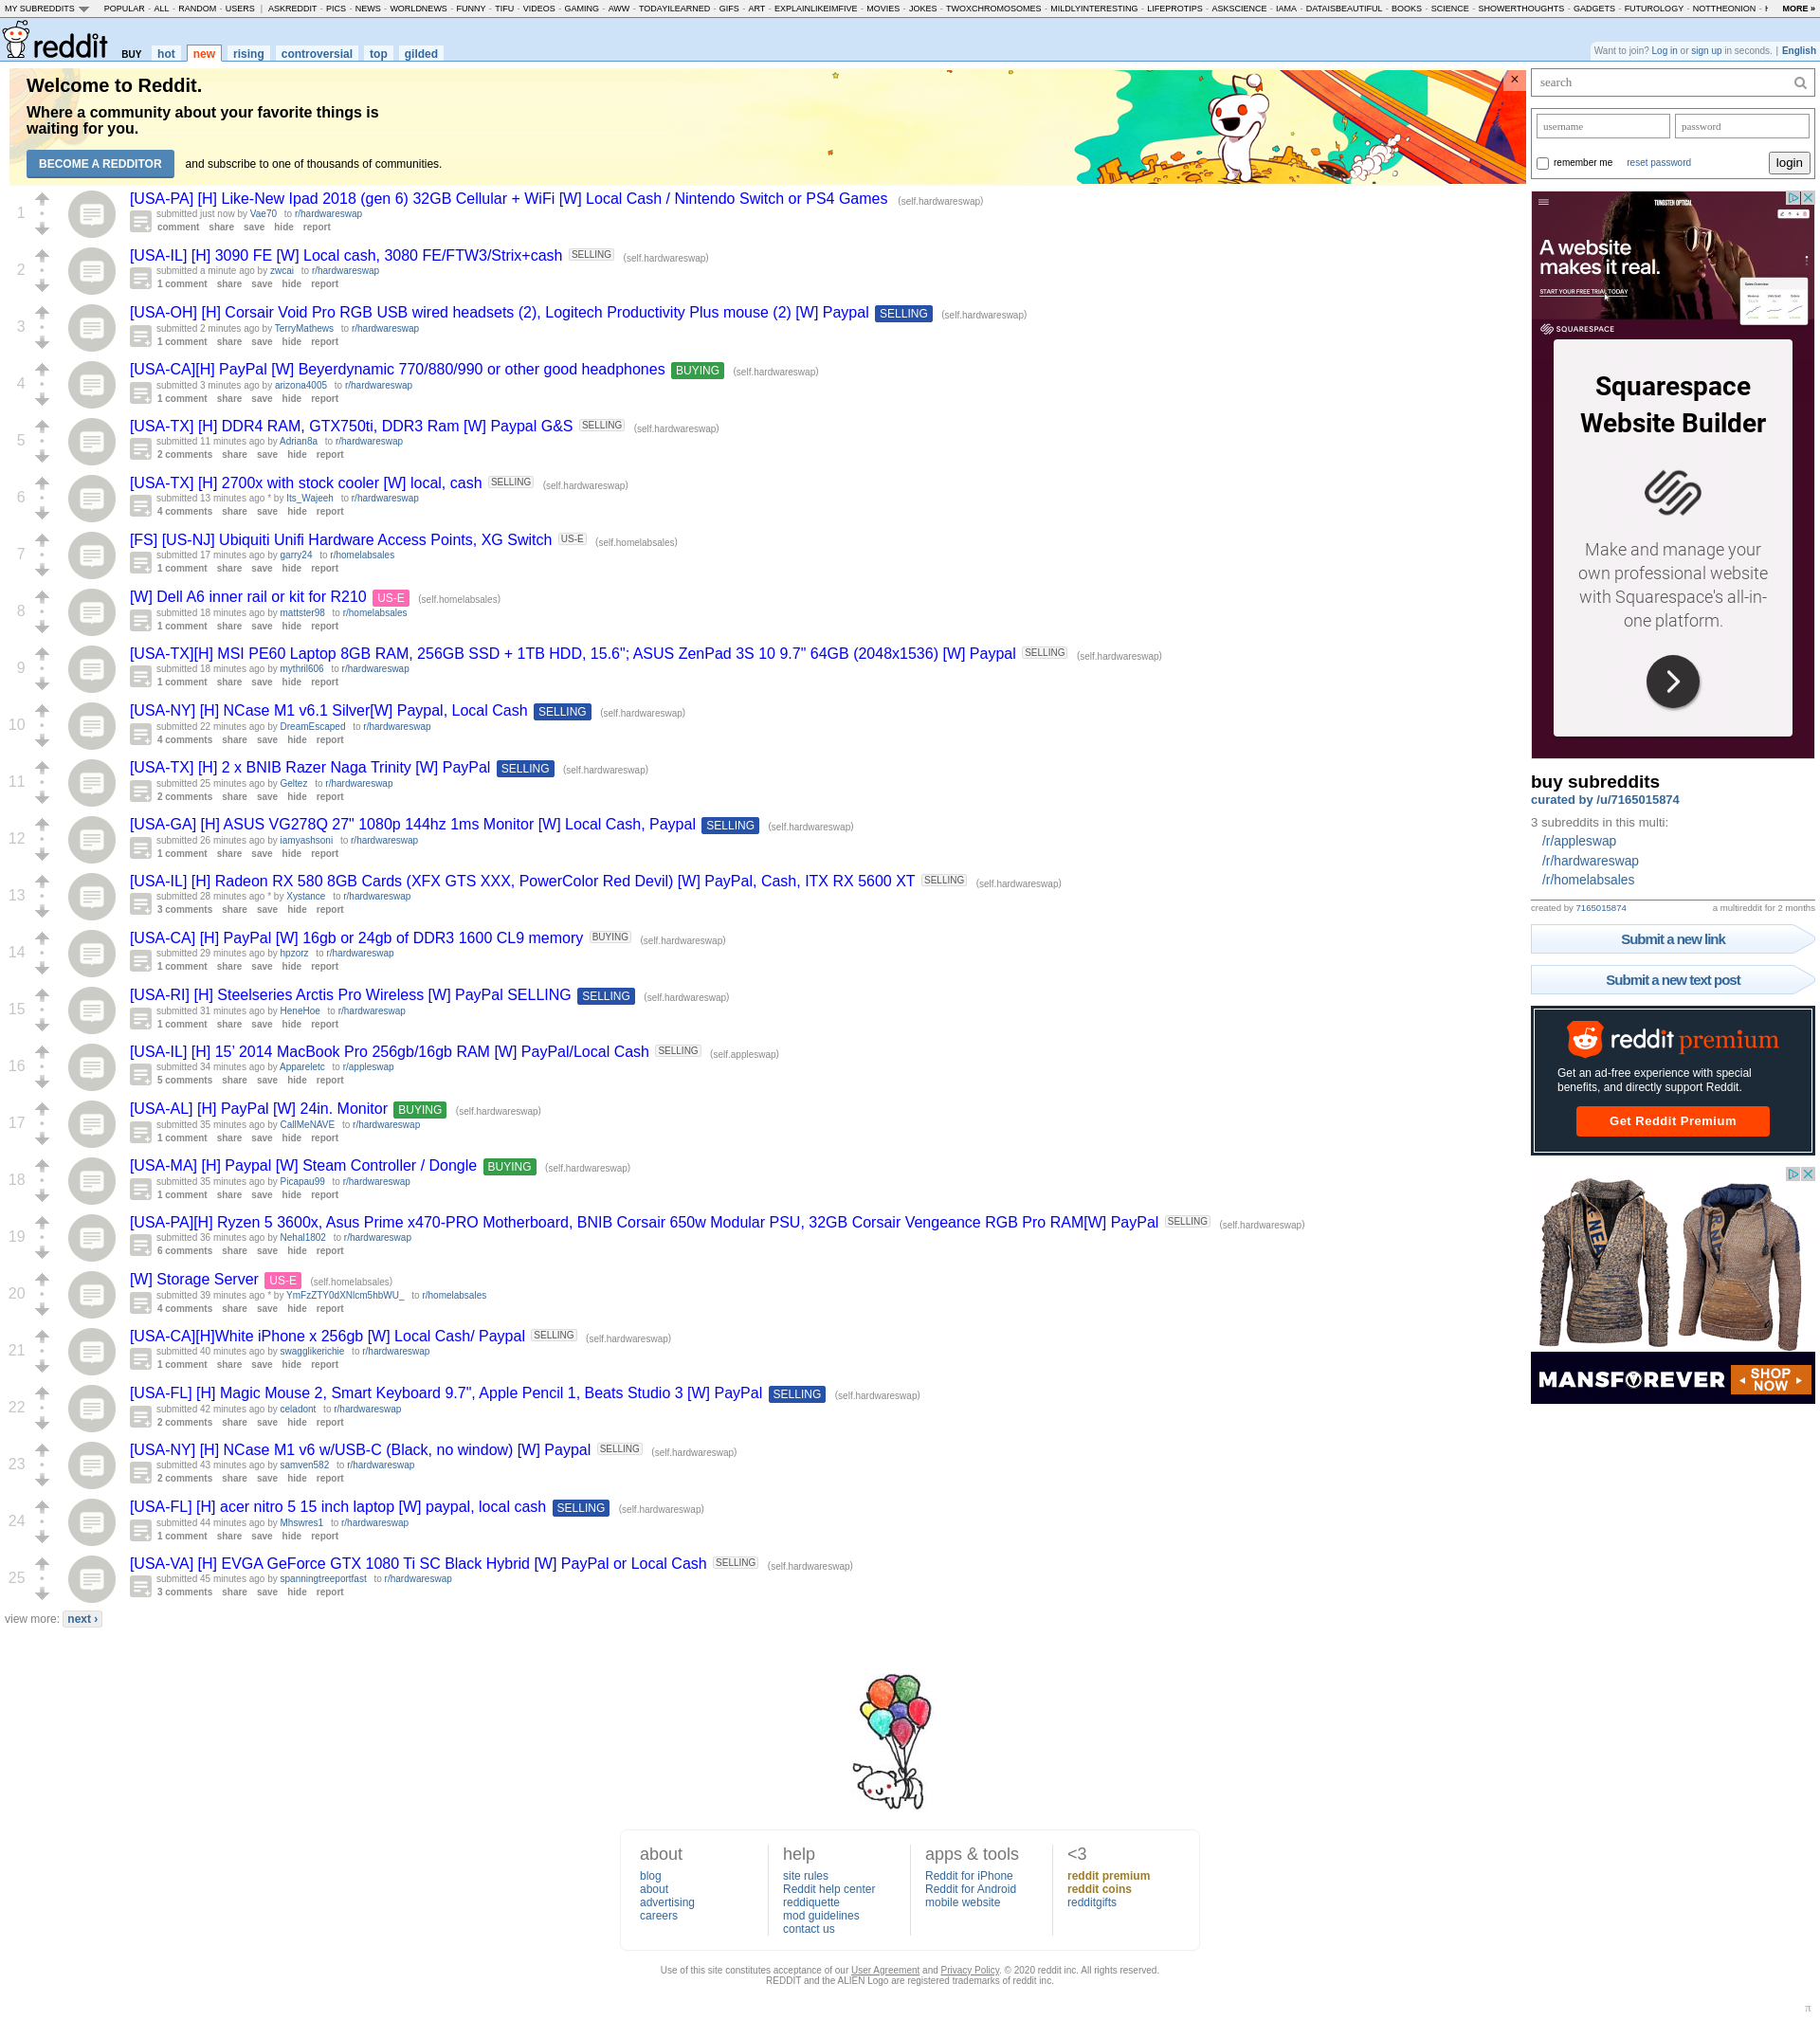 MY SUBREDDITS POPULAR - ALL - RANDOM - USERS | ASKREDDIT - PICS - NEWS - WORLDNEWS - FUNNY - TIFU - VIDEOS - GAMING - AWW - TODAYILEARNED - GIFS - ART - EXPLAINLIKEIMFIVE - MOVIES - JOKES - TWOXCHROMOSOMES - MILDLYINTERESTING - LIFEPROTIPS - ASKSCIENCE - IAMA - DATAISBEAUTIFUL - BOOKS - SCIENCE - SHOWERTHOUGHTS - GADGETS - FUTUROLOGY - NOTTHEONION - MORE »
reddit BUY hot new rising controversial top gilded
Want to join? Log in or sign up in seconds. | English
Welcome to Reddit.
Where a community about your favorite things is
waiting for you.
BECOME A REDDITOR and subscribe to one of thousands of communities.
1
[USA-PA] [H] Like-New Ipad 2018 (gen 6) 32GB Cellular + WiFi [W] Local Cash / Nintendo Switch or PS4 Games (self.hardwareswap)
submitted just now by Vae70 to r/hardwareswap
comment share save hide report
2
[USA-IL] [H] 3090 FE [W] Local cash, 3080 FE/FTW3/Strix+cash SELLING (self.hardwareswap)
submitted a minute ago by zwcai to r/hardwareswap
1 comment share save hide report
3
[USA-OH] [H] Corsair Void Pro RGB USB wired headsets (2), Logitech Productivity Plus mouse (2) [W] Paypal SELLING (self.hardwareswap)
submitted 2 minutes ago by TerryMathews to r/hardwareswap
1 comment share save hide report
4
[USA-CA][H] PayPal [W] Beyerdynamic 770/880/990 or other good headphones BUYING (self.hardwareswap)
submitted 3 minutes ago by arizona4005 to r/hardwareswap
1 comment share save hide report
5
[USA-TX] [H] DDR4 RAM, GTX750ti, DDR3 Ram [W] Paypal G&S SELLING (self.hardwareswap)
submitted 11 minutes ago by Adrian8a to r/hardwareswap
2 comments share save hide report
6
[USA-TX] [H] 2700x with stock cooler [W] local, cash SELLING (self.hardwareswap)
submitted 13 minutes ago * by Its_Wajeeh to r/hardwareswap
4 comments share save hide report
7
[FS] [US-NJ] Ubiquiti Unifi Hardware Access Points, XG Switch US-E (self.homelabsales)
submitted 17 minutes ago by garry24 to r/homelabsales
1 comment share save hide report
8
[W] Dell A6 inner rail or kit for R210 US-E (self.homelabsales)
submitted 18 minutes ago by mattster98 to r/homelabsales
1 comment share save hide report
9
[USA-TX][H] MSI PE60 Laptop 8GB RAM, 256GB SSD + 1TB HDD, 15.6"; ASUS ZenPad 3S 10 9.7" 64GB (2048x1536) [W] Paypal SELLING (self.hardwareswap)
submitted 18 minutes ago by mythril606 to r/hardwareswap
1 comment share save hide report
10
[USA-NY] [H] NCase M1 v6.1 Silver[W] Paypal, Local Cash SELLING (self.hardwareswap)
submitted 22 minutes ago by DreamEscaped to r/hardwareswap
4 comments share save hide report
11
[USA-TX] [H] 2 x BNIB Razer Naga Trinity [W] PayPal SELLING (self.hardwareswap)
submitted 25 minutes ago by Geltez to r/hardwareswap
2 comments share save hide report
12
[USA-GA] [H] ASUS VG278Q 27" 1080p 144hz 1ms Monitor [W] Local Cash, Paypal SELLING (self.hardwareswap)
submitted 26 minutes ago by iamyashsoni to r/hardwareswap
1 comment share save hide report
13
[USA-IL] [H] Radeon RX 580 8GB Cards (XFX GTS XXX, PowerColor Red Devil) [W] PayPal, Cash, ITX RX 5600 XT SELLING (self.hardwareswap)
submitted 28 minutes ago * by Xystance to r/hardwareswap
3 comments share save hide report
14
[USA-CA] [H] PayPal [W] 16gb or 24gb of DDR3 1600 CL9 memory BUYING (self.hardwareswap)
submitted 29 minutes ago by hpzorz to r/hardwareswap
1 comment share save hide report
15
[USA-RI] [H] Steelseries Arctis Pro Wireless [W] PayPal SELLING SELLING (self.hardwareswap)
submitted 31 minutes ago by HeneHoe to r/hardwareswap
1 comment share save hide report
16
[USA-IL] [H] 15’ 2014 MacBook Pro 256gb/16gb RAM [W] PayPal/Local Cash SELLING (self.appleswap)
submitted 34 minutes ago by Appareletc to r/appleswap
5 comments share save hide report
17
[USA-AL] [H] PayPal [W] 24in. Monitor BUYING (self.hardwareswap)
submitted 35 minutes ago by CallMeNAVE to r/hardwareswap
1 comment share save hide report
18
[USA-MA] [H] Paypal [W] Steam Controller / Dongle BUYING (self.hardwareswap)
submitted 35 minutes ago by Picapau99 to r/hardwareswap
1 comment share save hide report
19
[USA-PA][H] Ryzen 5 3600x, Asus Prime x470-PRO Motherboard, BNIB Corsair 650w Modular PSU, 32GB Corsair Vengeance RGB Pro RAM[W] PayPal SELLING (self.hardwareswap)
submitted 36 minutes ago by Nehal1802 to r/hardwareswap
6 comments share save hide report
20
[W] Storage Server US-E (self.homelabsales)
submitted 39 minutes ago * by YmFzZTY0dXNlcm5hbWU_ to r/homelabsales
4 comments share save hide report
21
[USA-CA][H]White iPhone x 256gb [W] Local Cash/ Paypal SELLING (self.hardwareswap)
submitted 40 minutes ago by swagglikerichie to r/hardwareswap
1 comment share save hide report
22
[USA-FL] [H] Magic Mouse 2, Smart Keyboard 9.7", Apple Pencil 1, Beats Studio 3 [W] PayPal SELLING (self.hardwareswap)
submitted 42 minutes ago by celadont to r/hardwareswap
2 comments share save hide report
23
[USA-NY] [H] NCase M1 v6 w/USB-C (Black, no window) [W] Paypal SELLING (self.hardwareswap)
submitted 43 minutes ago by samven582 to r/hardwareswap
2 comments share save hide report
24
[USA-FL] [H] acer nitro 5 15 inch laptop [W] paypal, local cash SELLING (self.hardwareswap)
submitted 44 minutes ago by Mhswres1 to r/hardwareswap
1 comment share save hide report
25
[USA-VA] [H] EVGA GeForce GTX 1080 Ti SC Black Hybrid [W] PayPal or Local Cash SELLING (self.hardwareswap)
submitted 45 minutes ago by spanningtreeportfast to r/hardwareswap
3 comments share save hide report
view more: next ›
search
username password
remember me reset password login
TUNGSTEN OPTICAL
A website
makes it real.
START YOUR FREE TRIAL TODAY
SQUARESPACE
Squarespace
Website Builder
Make and manage your
own professional website
with Squarespace's all-in-
one platform.
buy subreddits
curated by /u/7165015874
3 subreddits in this multi:
/r/appleswap
/r/hardwareswap
/r/homelabsales
created by 7165015874 a multireddit for 2 months
Submit a new link
Submit a new text post
reddit premium
Get an ad-free experience with special
benefits, and directly support Reddit.
Get Reddit Premium
MANSFOREVER SHOP
NOW
about
blog
about
advertising
careers
help
site rules
Reddit help center
reddiquette
mod guidelines
contact us
apps & tools
Reddit for iPhone
Reddit for Android
mobile website
<3
reddit premium
reddit coins
redditgifts
Use of this site constitutes acceptance of our User Agreement and Privacy Policy. © 2020 reddit inc. All rights reserved.
REDDIT and the ALIEN Logo are registered trademarks of reddit inc.
π